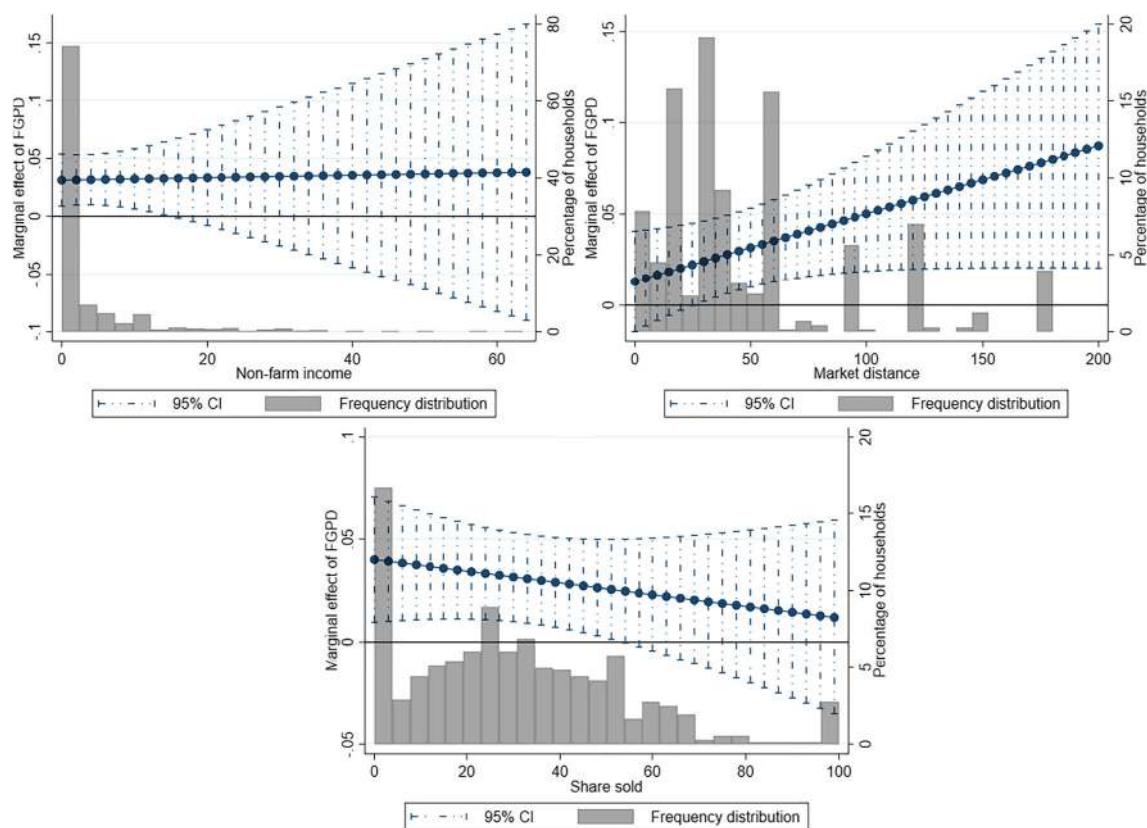 Marginal effect of FGPD
.15
.1
.05
0
-.05
-.1
80
60
40
20
0
Percentage of households
0 20 40 60
Non-farm income
95% CI Frequency distribution
Marginal effect of FGPD
.15
.1
.05
0
20
15
10
5
0
Percentage of households
0 50 100 150 200
Market distance
95% CI Frequency distribution
Marginal effect of FGPD
.1
.05
0
-.05
20
15
10
5
0
Percentage of households
0 20 40 60 80 100
Share sold
95% CI Frequency distribution